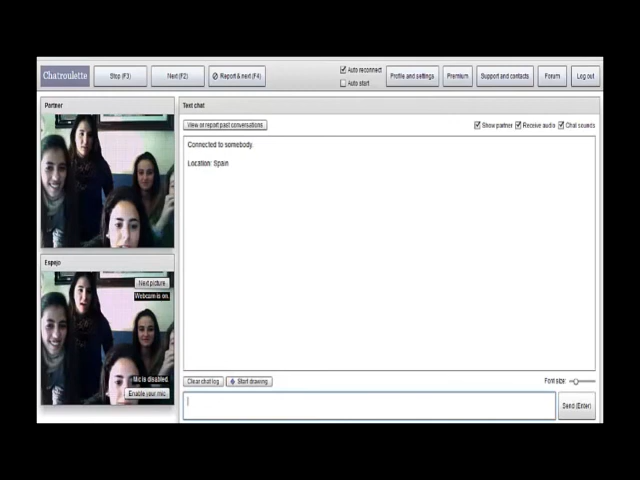 Chatroulette
Stop (F3)
Next (F2)
Report & next (F4)
Auto reconnect
Auto start
Profile and settings
Premium
Support and contacts
Forum
Log out
Partner
Text chat
View or report past conversations
Show partner
Receive audio
Chat sounds
Connected to somebody.
Location: Spain
Espejo
Next picture
Webcam is on.
Mic is disabled.
Enable your mic.
Clear chat log
Start drawing
Font size:
Send (Enter)